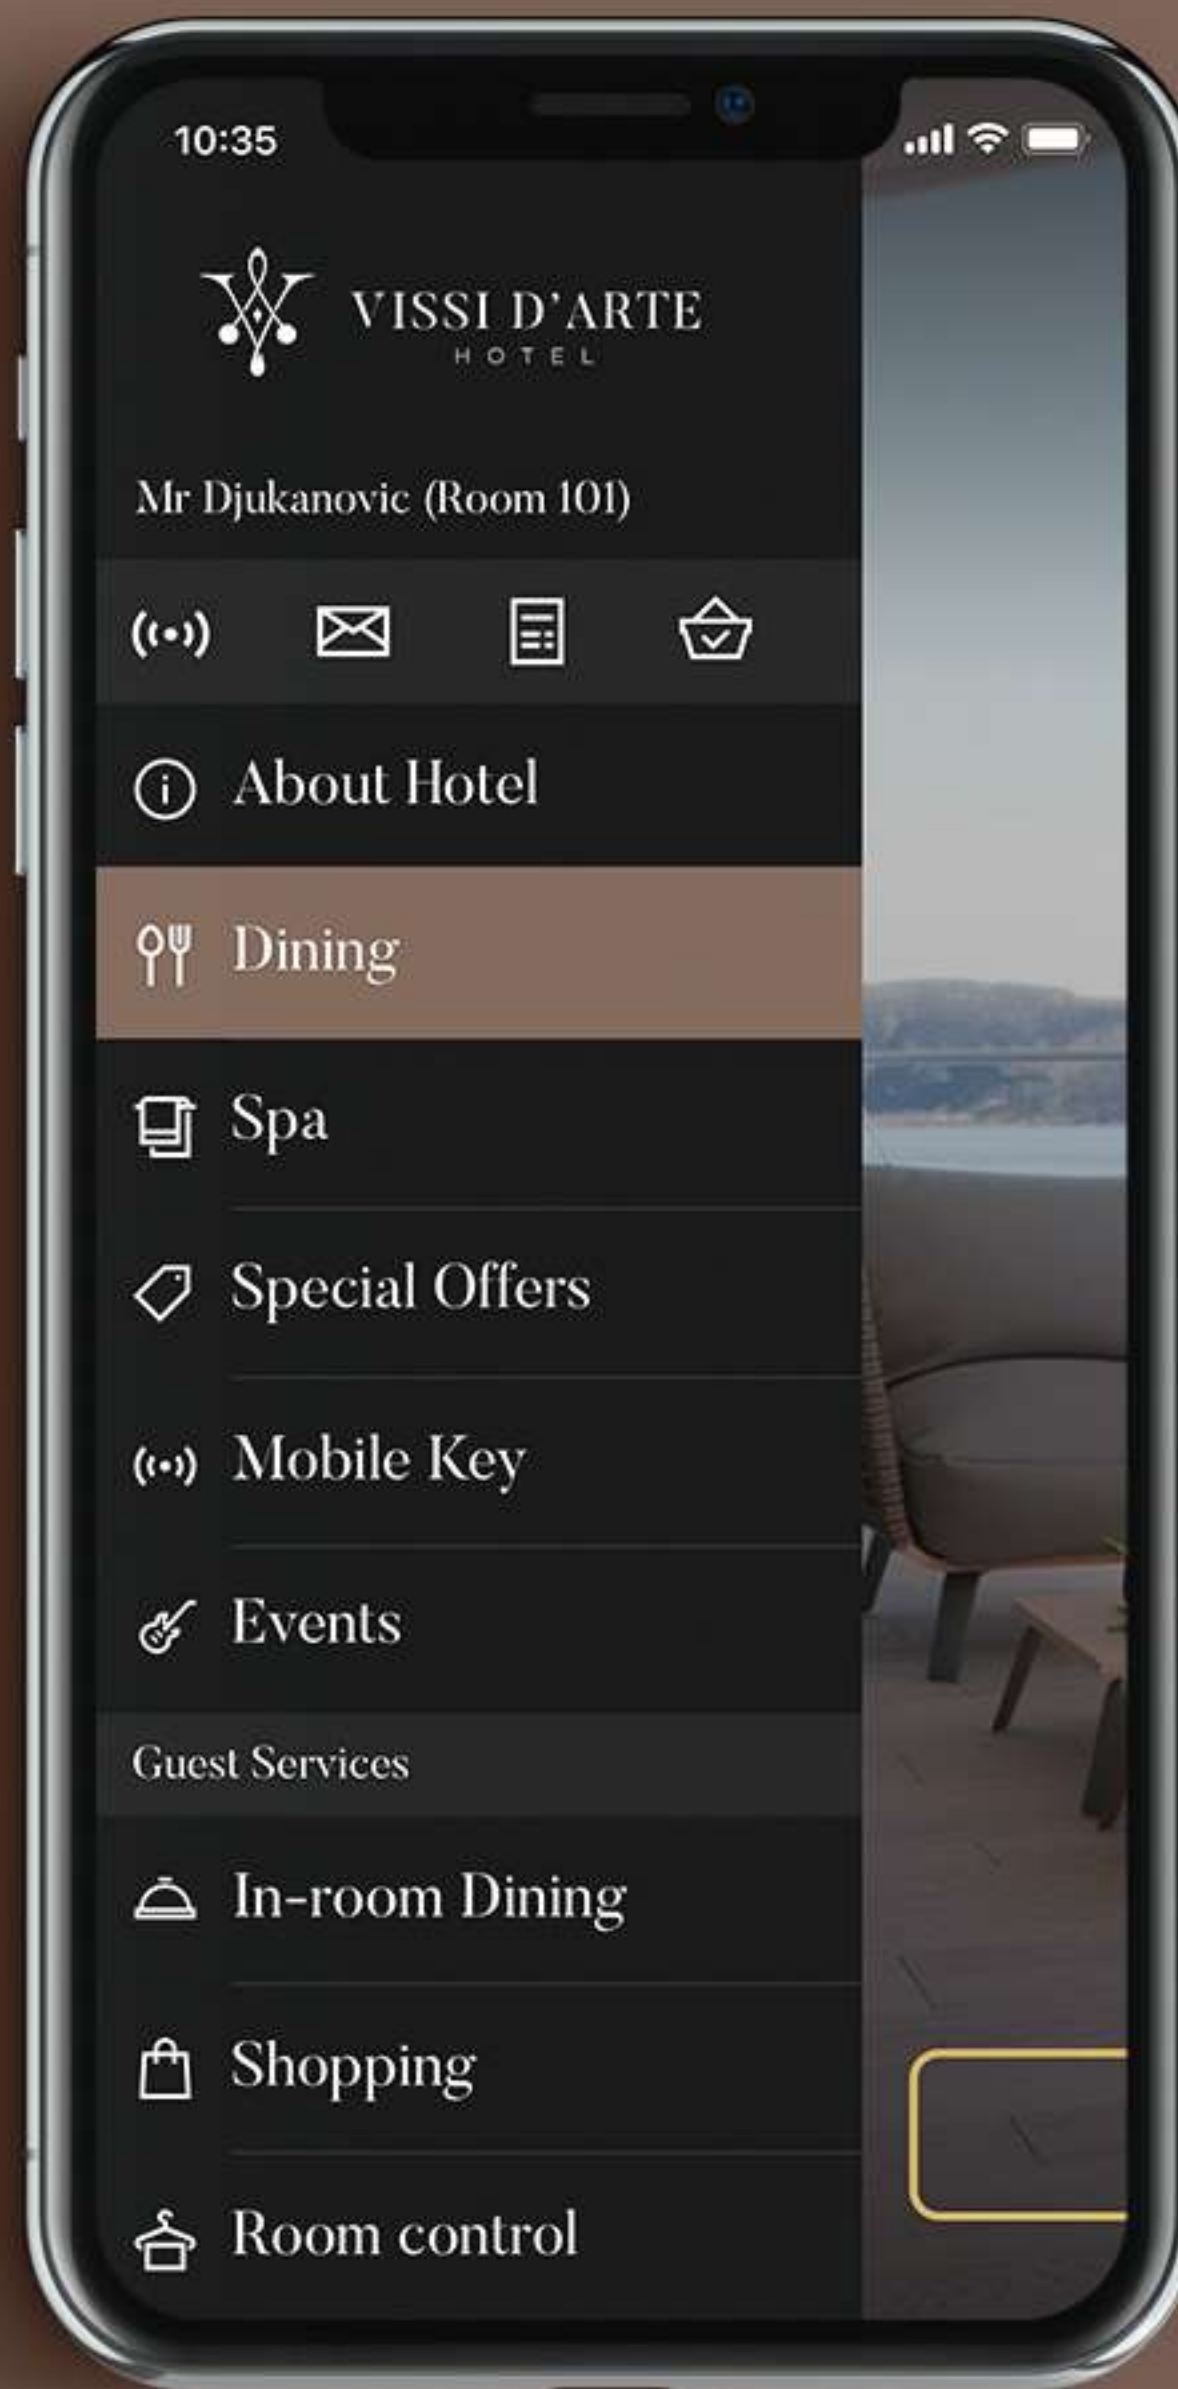 10:35
VISSI D'ARTE
HOTEL
Mr Djukanovic (Room 101)
About Hotel
Dining
Spa
Special Offers
Mobile Key
Events
Guest Services
In-room Dining
Shopping
Room control